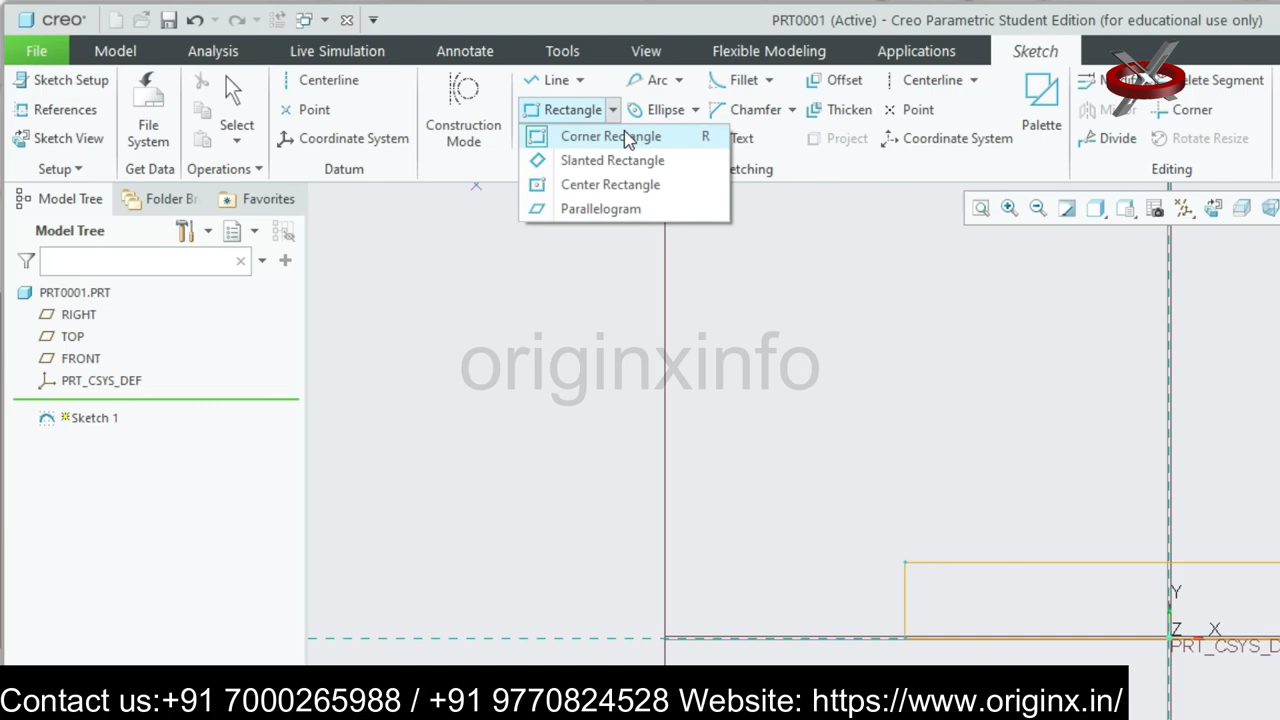 creo
PRT0001 (Active) - Creo Parametric Student Edition (for educational use only)
File Model Analysis Live Simulation Annotate Tools View Flexible Modeling Applications Sketch
Sketch Setup Centerline Line Arc Fillet Offset Centerline Segment
References Point Rectangle Ellipse Chamfer Thicken Point Corner
Sketch View File System Select Coordinate System Construction Mode Text Project Coordinate System Palette Divide Rotate Resize
Setup Get Data Operations Datum Editing
Corner Rectangle R
Slanted Rectangle
Center Rectangle
Parallelogram
Model Tree Folder Br Favorites
Model Tree
PRT0001.PRT
RIGHT
TOP
FRONT
PRT_CSYS_DEF
Sketch 1
originxinfo
Y
Z X
PRT_CSYS_D
Contact us:+91 7000265988 / +91 9770824528 Website: https://www.originx.in/